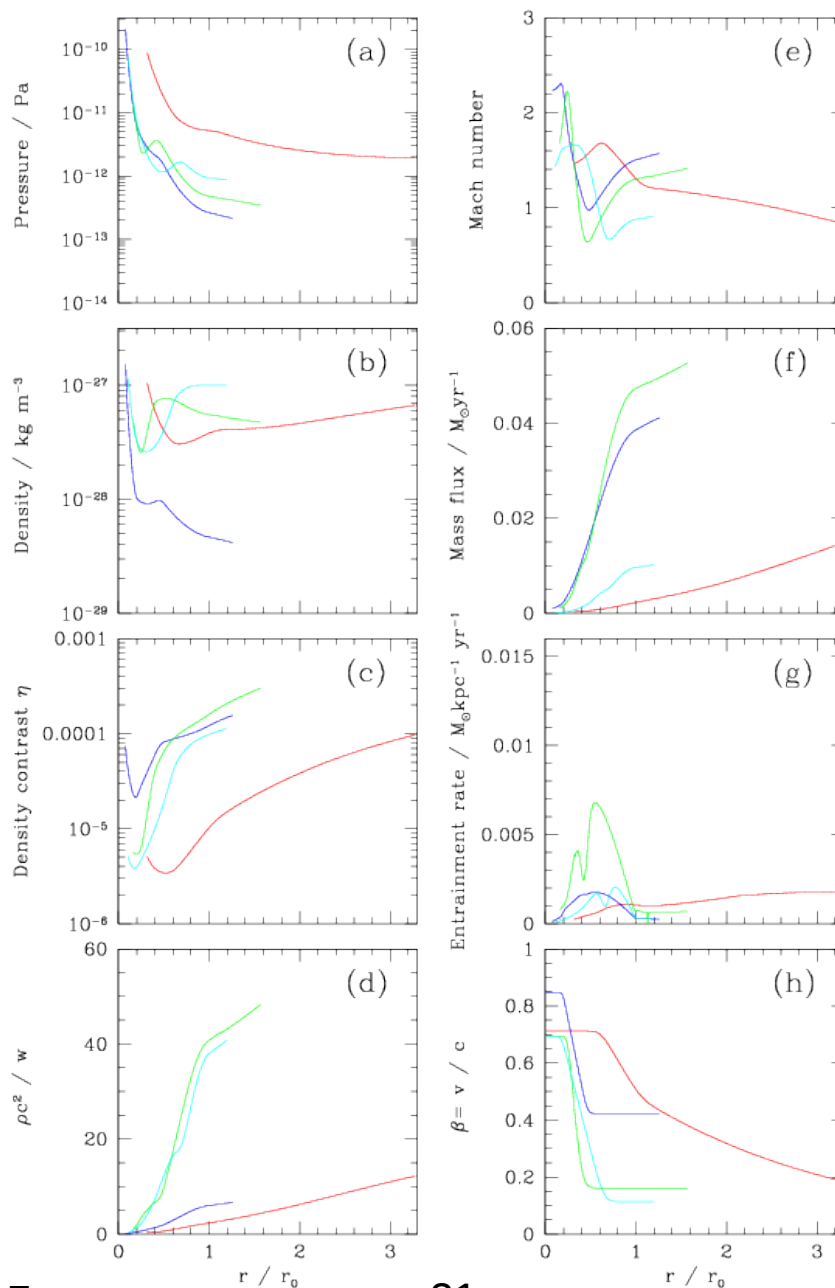 (a)
Pressure / Pa
10⁻¹⁰
10⁻¹¹
10⁻¹²
10⁻¹³
10⁻¹⁴
(b)
Density / kg m⁻³
10⁻²⁷
10⁻²⁸
10⁻²⁹
(c)
Density contrast η
0.001
0.0001
10⁻⁵
10⁻⁶
(d)
ρc² / w
60
40
20
0
0 1 2 3
r / r₀
(e)
Mach number
3
2
1
0
(f)
Mass flux / M☉yr⁻¹
0.06
0.04
0.02
0
(g)
Entrainment rate / M☉kpc⁻¹ yr⁻¹
0.015
0.01
0.005
0
(h)
β= v / c
1
0.8
0.6
0.4
0.2
0
0 1 2 3
r / r₀